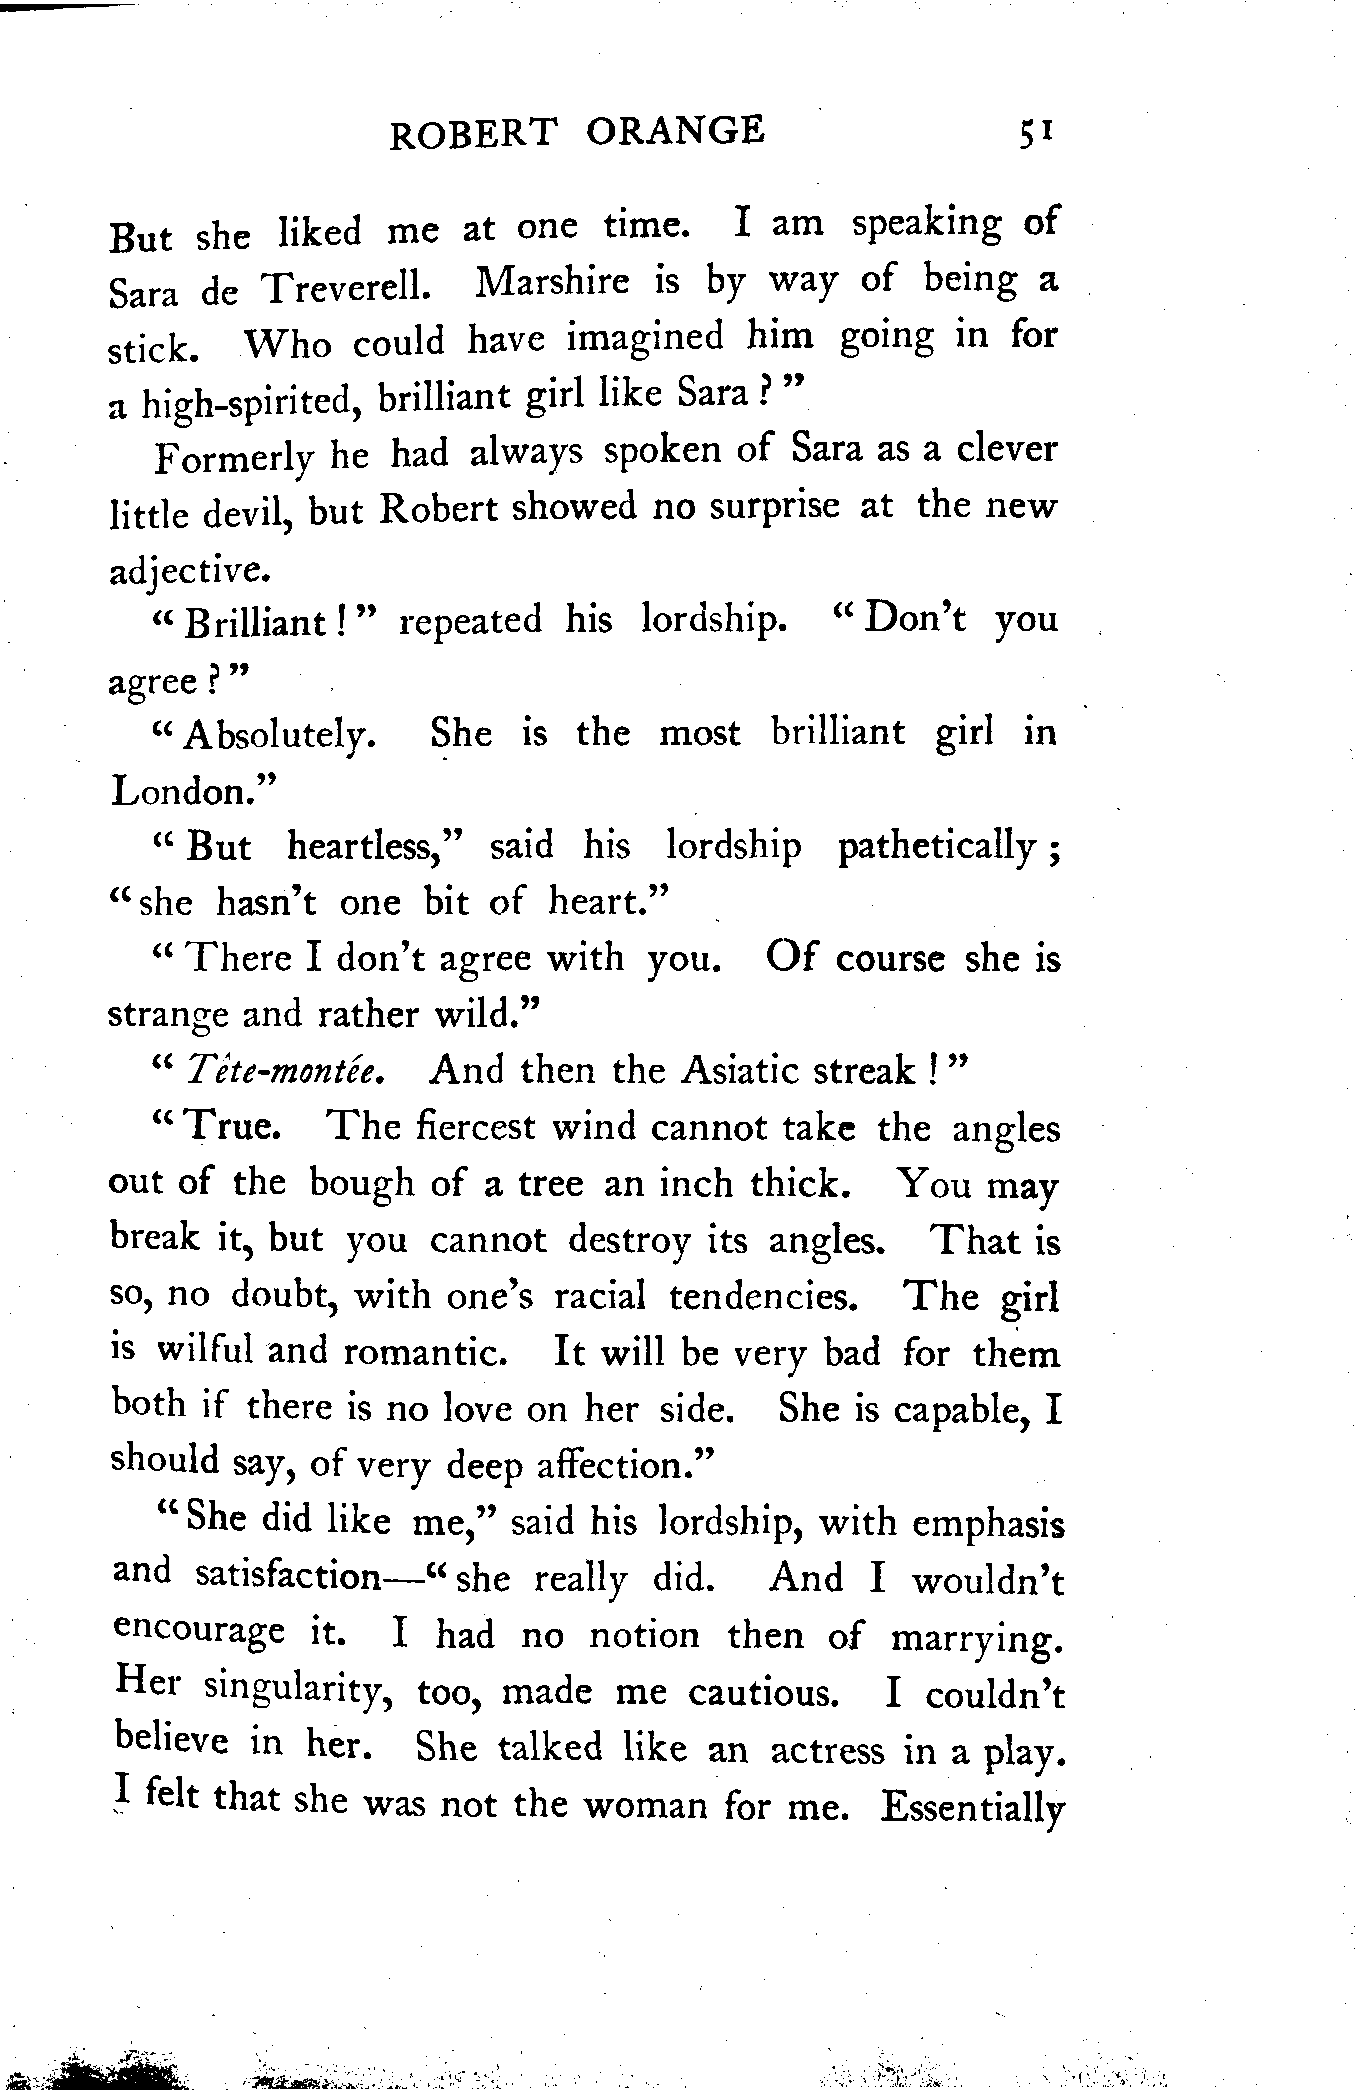 ROBERT ORANGE 51
But she liked me at one time. I am speaking of
Sara de Treverell. Marshire is by way of being a
stick. Who could have imagined him going in for
a high-spirited, brilliant girl like Sara ? ”
Formerly he had always spoken of Sara as a clever
little devil, but Robert showed no surprise at the new
adjective.
“ Brilliant ! ” repeated his lordship. “ Don’t you
agree ? ”
“ Absolutely. She is the most brilliant girl in
London.”
“ But heartless,” said his lordship pathetically ;
“ she hasn’t one bit of heart.”
“ There I don’t agree with you. Of course she is
strange and rather wild.”
“ Tête-montée. And then the Asiatic streak ! ”
“ True. The fiercest wind cannot take the angles
out of the bough of a tree an inch thick. You may
break it, but you cannot destroy its angles. That is
so, no doubt, with one’s racial tendencies. The girl
is wilful and romantic. It will be very bad for them
both if there is no love on her side. She is capable, I
should say, of very deep affection.”
“ She did like me,” said his lordship, with emphasis
and satisfaction—“ she really did. And I wouldn’t
encourage it. I had no notion then of marrying.
Her singularity, too, made me cautious. I couldn’t
believe in her. She talked like an actress in a play.
I felt that she was not the woman for me. Essentially